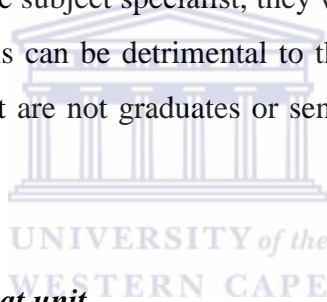 c subject specialist, they w
is can be detrimental to th
t are not graduates or sen
UNIVERSITY of the
WESTERN CAPE
at unit